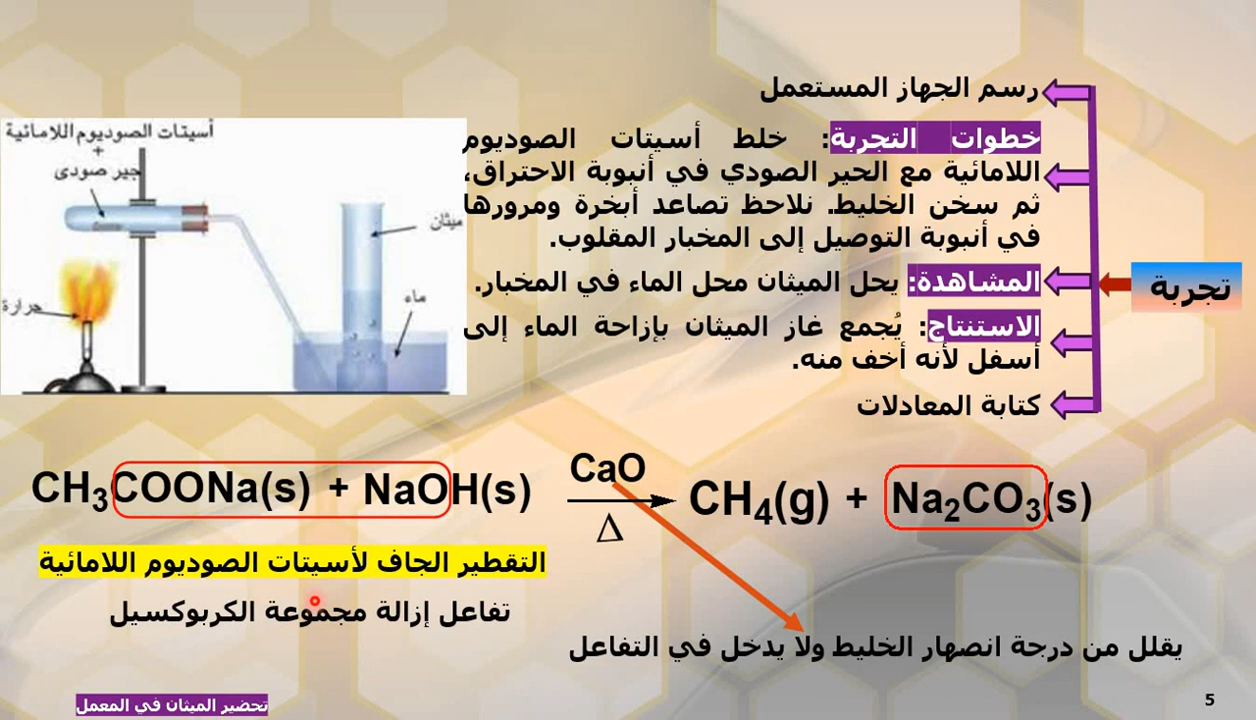 رسم الجهاز المستعمل
خطوات التجربة: خلط أسيتات الصوديوم
اللامائية مع الجير الصودي في أنبوبة الاحتراق،
ثم سخن الخليط. نلاحظ تصاعد أبخرة ومرورها
في أنبوبة التوصيل إلى المخبار المقلوب.
المشاهدة: يحل الميثان محل الماء في المخبار.
الاستنتاج: يُجمع غاز الميثان بإزاحة الماء إلى
أسفل لأنه أخف منه.
كتابة المعادلات
تجربة
أسيتات الصوديوم اللامائية
+
جير صودى
ميثان
ماء
حرارة
CH₃COONa(s) + NaOH(s) CaO Δ CH₄(g) + Na₂CO₃(s)
التقطير الجاف لأسيتات الصوديوم اللامائية
تفاعل إزالة مجموعة الكربوكسيل
يقلل من درجة انصهار الخليط ولا يدخل في التفاعل
تحضير الميثان في المعمل
5